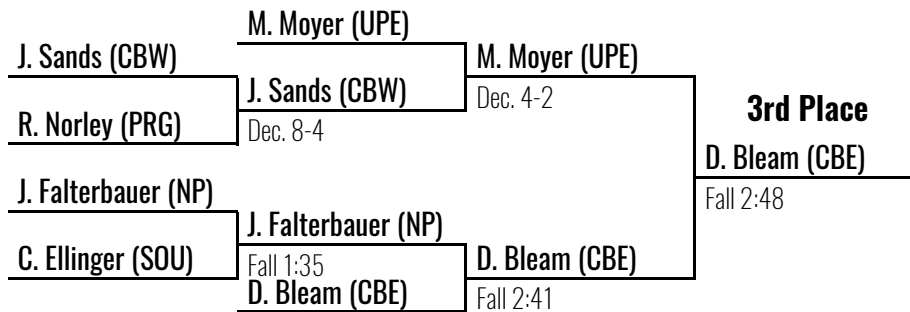 M. Moyer (UPE)
J. Sands (CBW)
M. Moyer (UPE)
J. Sands (CBW)
Dec. 4-2
3rd Place
R. Norley (PRG)
Dec. 8-4
D. Bleam (CBE)
J. Falterbauer (NP)
Fall 2:48
J. Falterbauer (NP)
C. Ellinger (SOU)
Fall 1:35
D. Bleam (CBE)
D. Bleam (CBE)
Fall 2:41